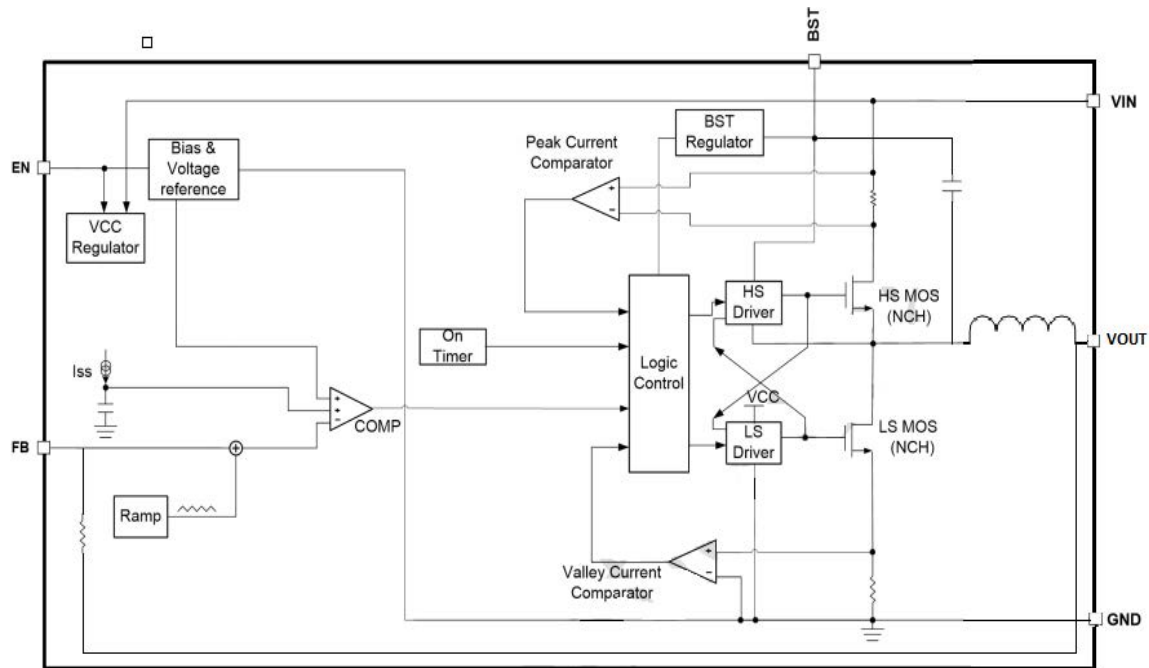 BST
VIN
BST
Regulator
Peak Current
Comparator
EN
Bias &
Voltage
reference
VCC
Regulator
HS
Driver
HS MOS
(NCH)
On
Timer
Logic
Control
VOUT
Iss
COMP
VCC
LS
Driver
LS MOS
(NCH)
FB
Ramp
Valley Current
Comparator
GND
+
−
+
+
−
+
−